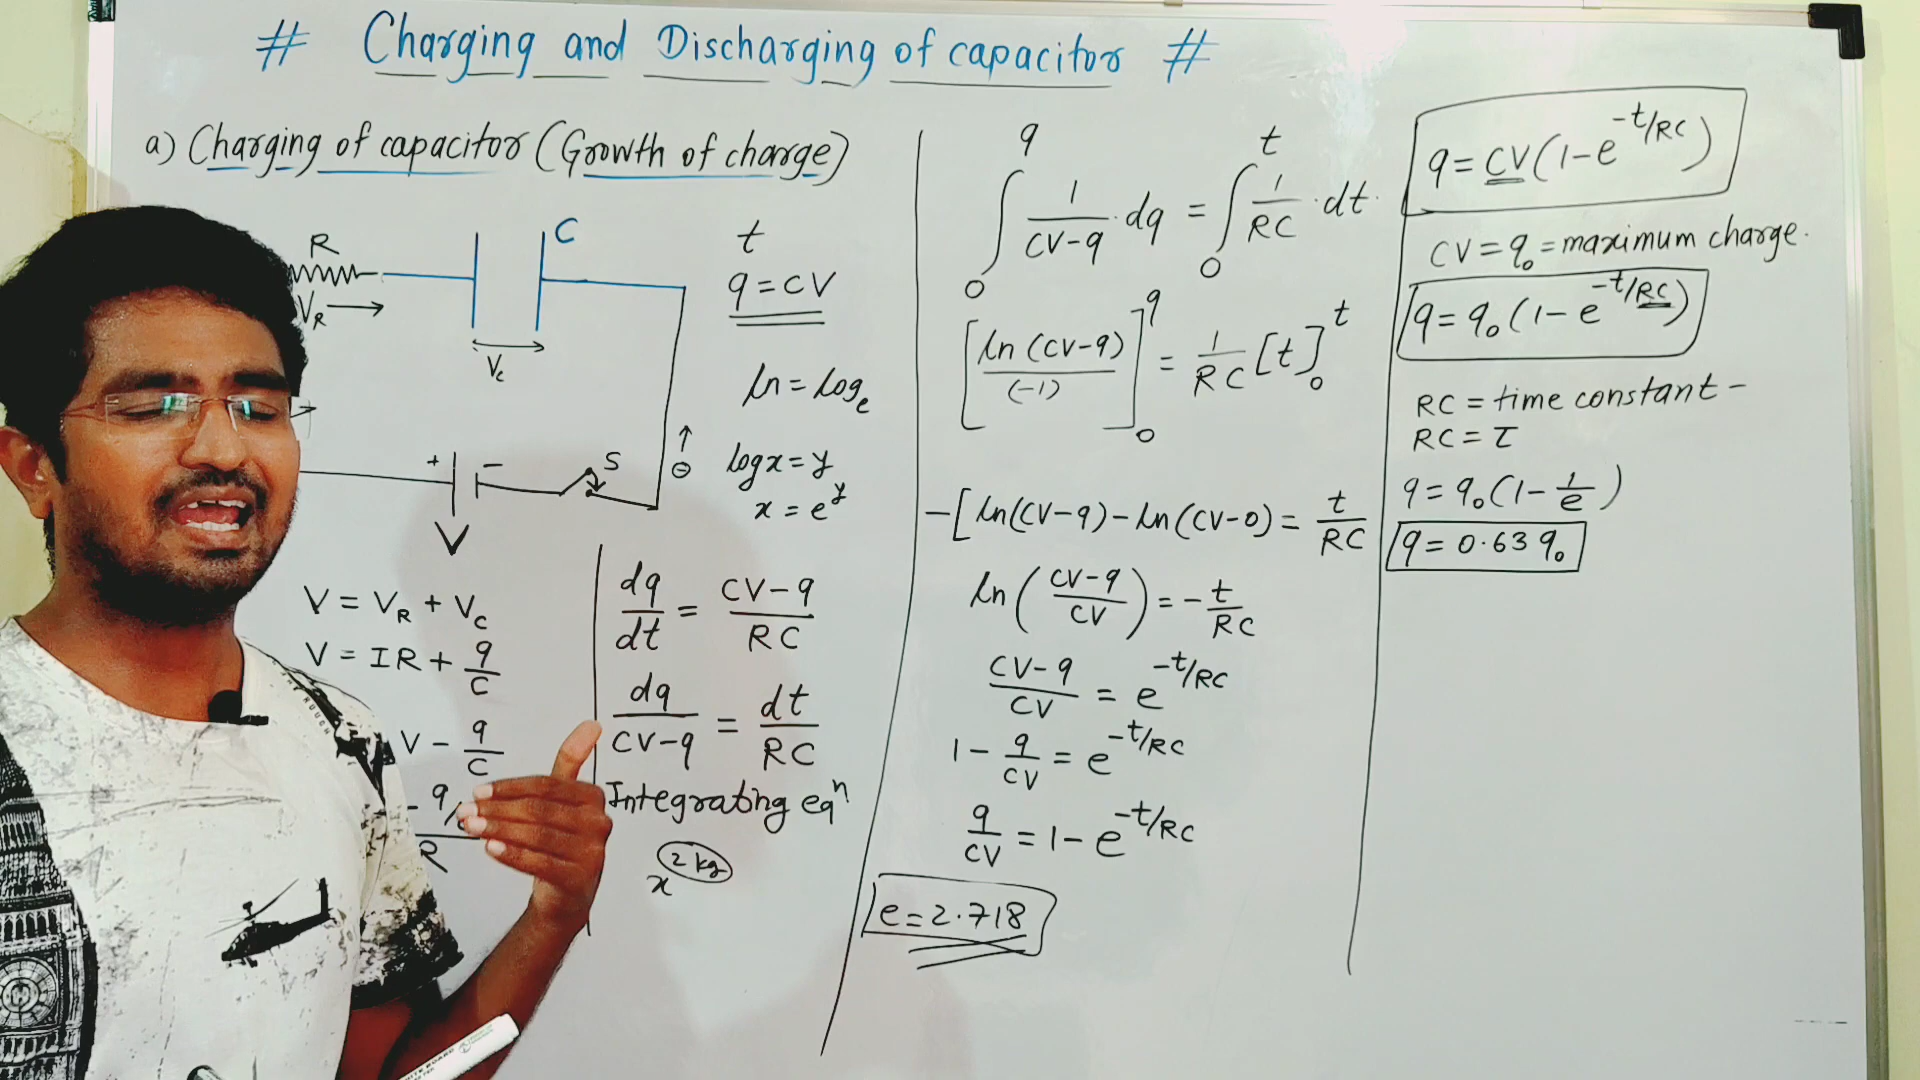 # Charging and Discharging of capacitor #
a) Charging of capacitor (Growth of charge)
R
C
V_R →
V_c
+ −
S
⊖ ↑
V
t
q = CV
ln = log_e
log x = y
x = e^y
V = V_R + V_c
V = IR + q/C
V − q/C
− q/
R
dq/dt = (CV−q)/RC
dq/(CV−q) = dt/RC
Integrating eqⁿ
x^(2kg)
∫₀^q 1/(CV−q) · dq = ∫₀^t 1/RC · dt
[ln(CV−q)/(−1)]₀^q = 1/RC [t]₀^t
−[ln(CV−q) − ln(CV−0) = t/RC
ln((CV−q)/CV) = −t/RC
(CV−q)/CV = e^(−t/RC)
1 − q/CV = e^(−t/RC)
q/CV = 1 − e^(−t/RC)
e = 2.718
q = CV(1 − e^(−t/RC))
CV = q₀ = maximum charge.
q = q₀(1 − e^(−t/RC))
RC = time constant –
RC = τ
q = q₀(1 − 1/e)
q = 0.63 q₀